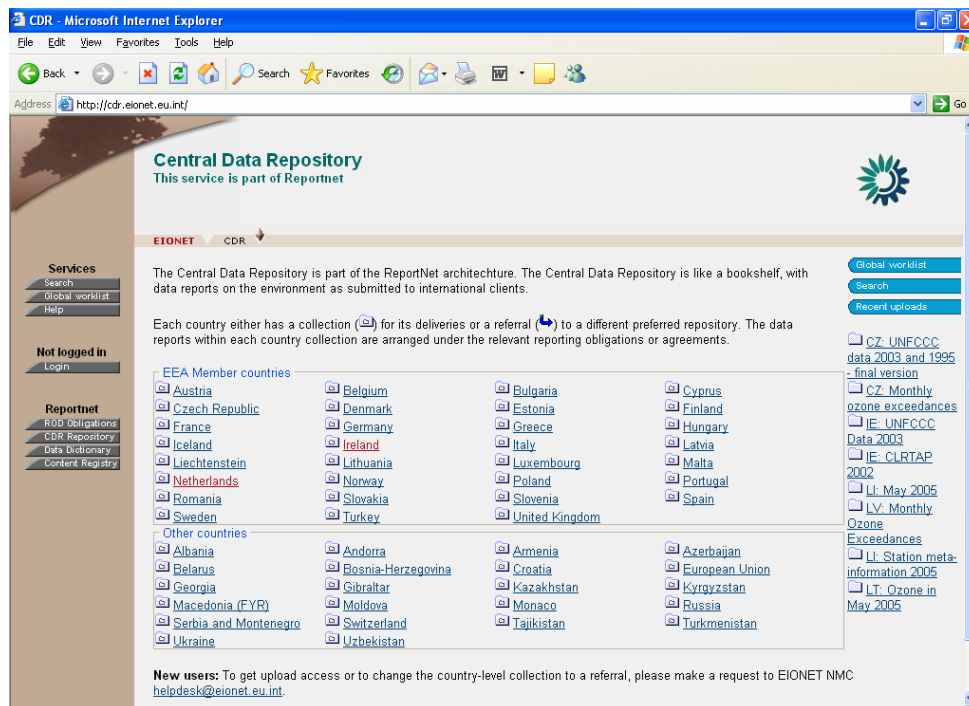 CDR - Microsoft Internet Explorer
File Edit View Favorites Tools Help
Back Search Favorites
Address http://cdr.eionet.eu.int/ Go
Central Data Repository
This service is part of Reportnet
EIONET CDR
Services
Search
Global worklist
Help
Not logged in
Login
Reportnet
ROD Obligations
CDR Repository
Data Dictionary
Content Registry
The Central Data Repository is part of the ReportNet architechture. The Central Data Repository is like a bookshelf, with
data reports on the environment as submitted to international clients.
Each country either has a collection ( ) for its deliveries or a referral ( ) to a different preferred repository. The data
reports within each country collection are arranged under the relevant reporting obligations or agreements.
EEA Member countries
Austria Belgium Bulgaria Cyprus
Czech Republic Denmark Estonia Finland
France Germany Greece Hungary
Iceland Ireland Italy Latvia
Liechtenstein Lithuania Luxembourg Malta
Netherlands Norway Poland Portugal
Romania Slovakia Slovenia Spain
Sweden Turkey United Kingdom
Other countries
Albania Andorra Armenia Azerbaijan
Belarus Bosnia-Herzegovina Croatia European Union
Georgia Gibraltar Kazakhstan Kyrgyzstan
Macedonia (FYR) Moldova Monaco Russia
Serbia and Montenegro Switzerland Tajikistan Turkmenistan
Ukraine Uzbekistan
New users: To get upload access or to change the country-level collection to a referral, please make a request to EIONET NMC
helpdesk@eionet.eu.int.
Global worklist
Search
Recent uploads
CZ: UNFCCC
data 2003 and 1995
- final version
CZ: Monthly
ozone exceedances
IE: UNFCCC
Data 2003
IE: CLRTAP
2002
LI: May 2005
LV: Monthly
Ozone
Exceedances
LI: Station meta-
information 2005
LT: Ozone in
May 2005